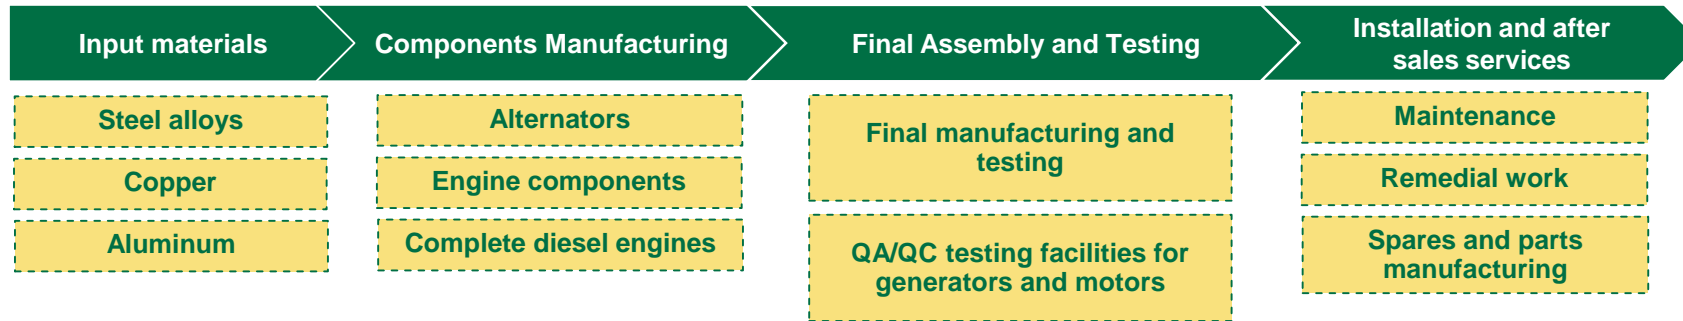 Input materials
Components Manufacturing
Final Assembly and Testing
Installation and after
sales services
Steel alloys
Copper
Aluminum
Alternators
Engine components
Complete diesel engines
Final manufacturing and
testing
QA/QC testing facilities for
generators and motors
Maintenance
Remedial work
Spares and parts
manufacturing